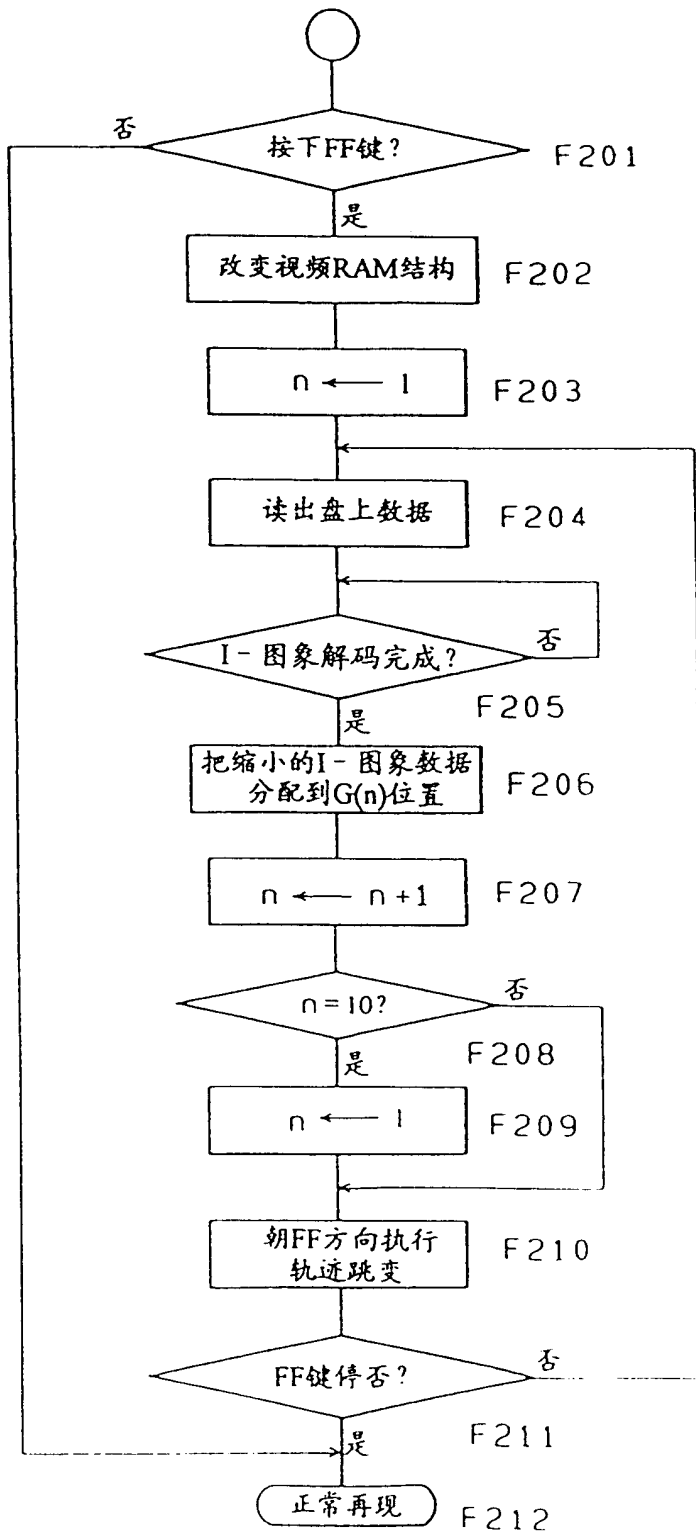 否
按下FF键?
F201
是
改变视频RAM结构
F202
n ← 1
F203
读出盘上数据
F204
I-图象解码完成?
否
F205
是
把缩小的I-图象数据
分配到G(n)位置
F206
n ← n+1
F207
n=10?
否
F208
是
n ← 1
F209
朝FF方向执行
轨迹跳变
F210
FF键停否?
否
F211
是
正常再现
F212